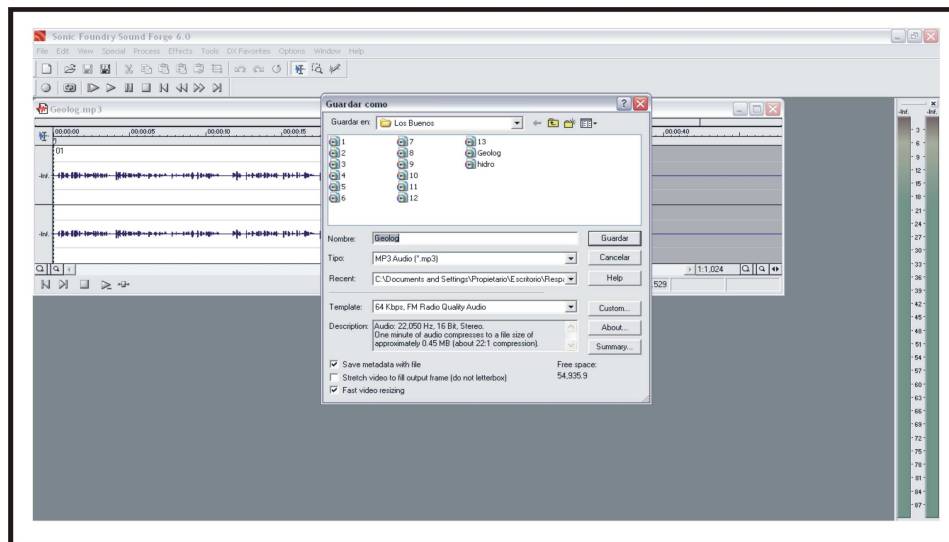 Sonic Foundry Sound Forge 6.0
File Edit View Special Process Effects Tools DX Favorites Options Window Help
Geolog.mp3
-Inf. -Inf.
00:00:00 ,00:00:05 ,00:00:10 ,00:00:15 ,00:00:40
01
-Inf.
-Inf.
1:1,024
.529
Guardar como
Guardar en: Los Buenos
1 7 13
2 8 Geolog
3 9 hidro
4 10
5 11
6 12
Nombre: Geolog Guardar
Tipo: MP3 Audio (*.mp3) Cancelar
Recent: C:\Documents and Settings\Propietario\Escritorio\Respa Help
Template: 64 Kbps, FM Radio Quality Audio Custom...
Description: Audio: 22,050 Hz, 16 Bit, Stereo. About...
One minute of audio compresses to a file size of
approximately 0.45 MB (about 22:1 compression). Summary...
Save metadata with file Free space:
Stretch video to fill output frame (do not letterbox) 54,935.9
Fast video resizing
- 3 -
- 6 -
- 9 -
- 12 -
- 15 -
- 18 -
- 21 -
- 24 -
- 27 -
- 30 -
- 33 -
- 36 -
- 39 -
- 42 -
- 45 -
- 48 -
- 51 -
- 54 -
- 57 -
- 60 -
- 63 -
- 66 -
- 69 -
- 72 -
- 75 -
- 78 -
- 81 -
- 84 -
- 87 -